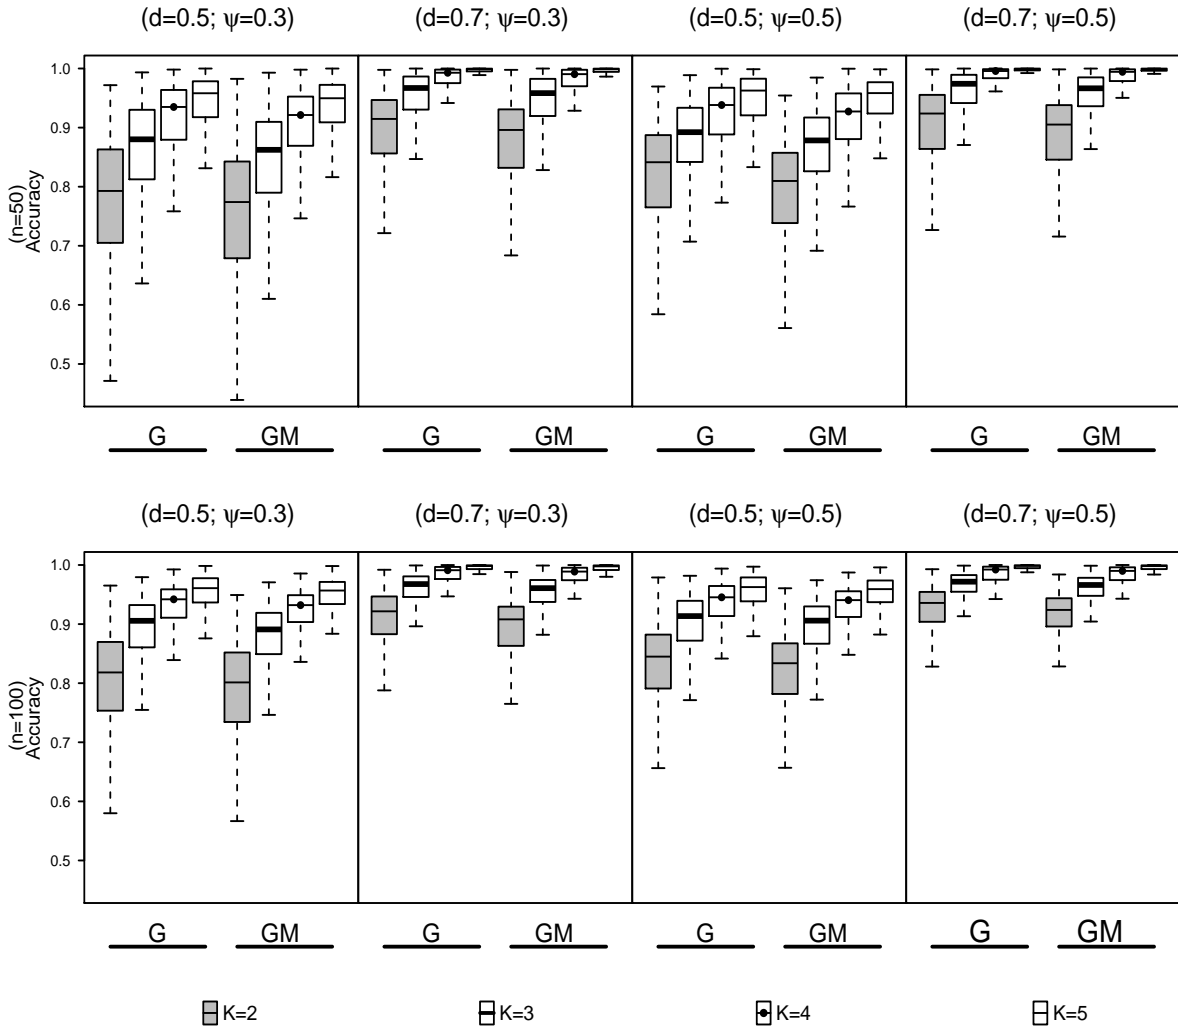 (d=0.5; ψ=0.3) (d=0.7; ψ=0.3) (d=0.5; ψ=0.5) (d=0.7; ψ=0.5)
(n=50)
Accuracy
1.0
0.9
0.8
0.7
0.6
0.5
G GM G GM G GM G GM
(d=0.5; ψ=0.3) (d=0.7; ψ=0.3) (d=0.5; ψ=0.5) (d=0.7; ψ=0.5)
(n=100)
Accuracy
1.0
0.9
0.8
0.7
0.6
0.5
G GM G GM G GM G GM
K=2 K=3 K=4 K=5